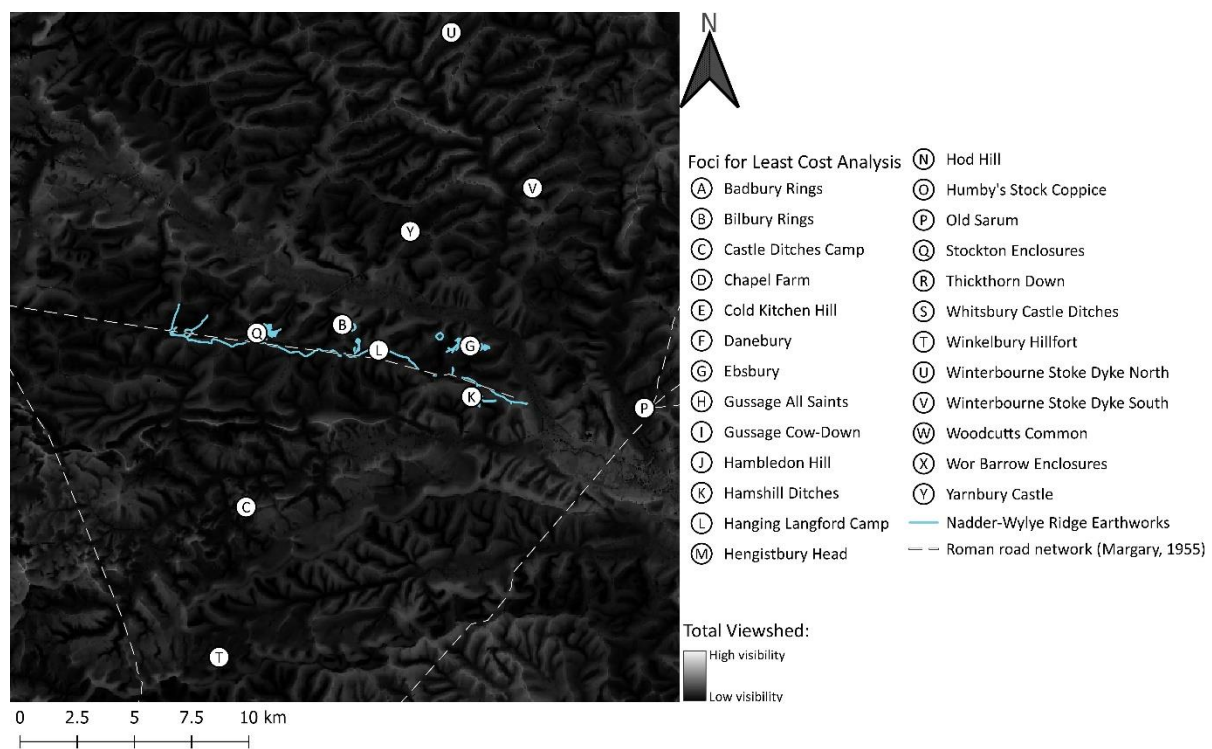 N
U
V
Y
Q
B
L
G
K
P
C
T
0 2.5 5 7.5 10 km
Foci for Least Cost Analysis
A Badbury Rings
B Bilbury Rings
C Castle Ditches Camp
D Chapel Farm
E Cold Kitchen Hill
F Danebury
G Ebsbury
H Gussage All Saints
I Gussage Cow-Down
J Hambledon Hill
K Hamshill Ditches
L Hanging Langford Camp
M Hengistbury Head
N Hod Hill
O Humby's Stock Coppice
P Old Sarum
Q Stockton Enclosures
R Thickthorn Down
S Whitsbury Castle Ditches
T Winkelbury Hillfort
U Winterbourne Stoke Dyke North
V Winterbourne Stoke Dyke South
W Woodcutts Common
X Wor Barrow Enclosures
Y Yarnbury Castle
Nadder-Wylye Ridge Earthworks
Roman road network (Margary, 1955)
Total Viewshed:
High visibility
Low visibility